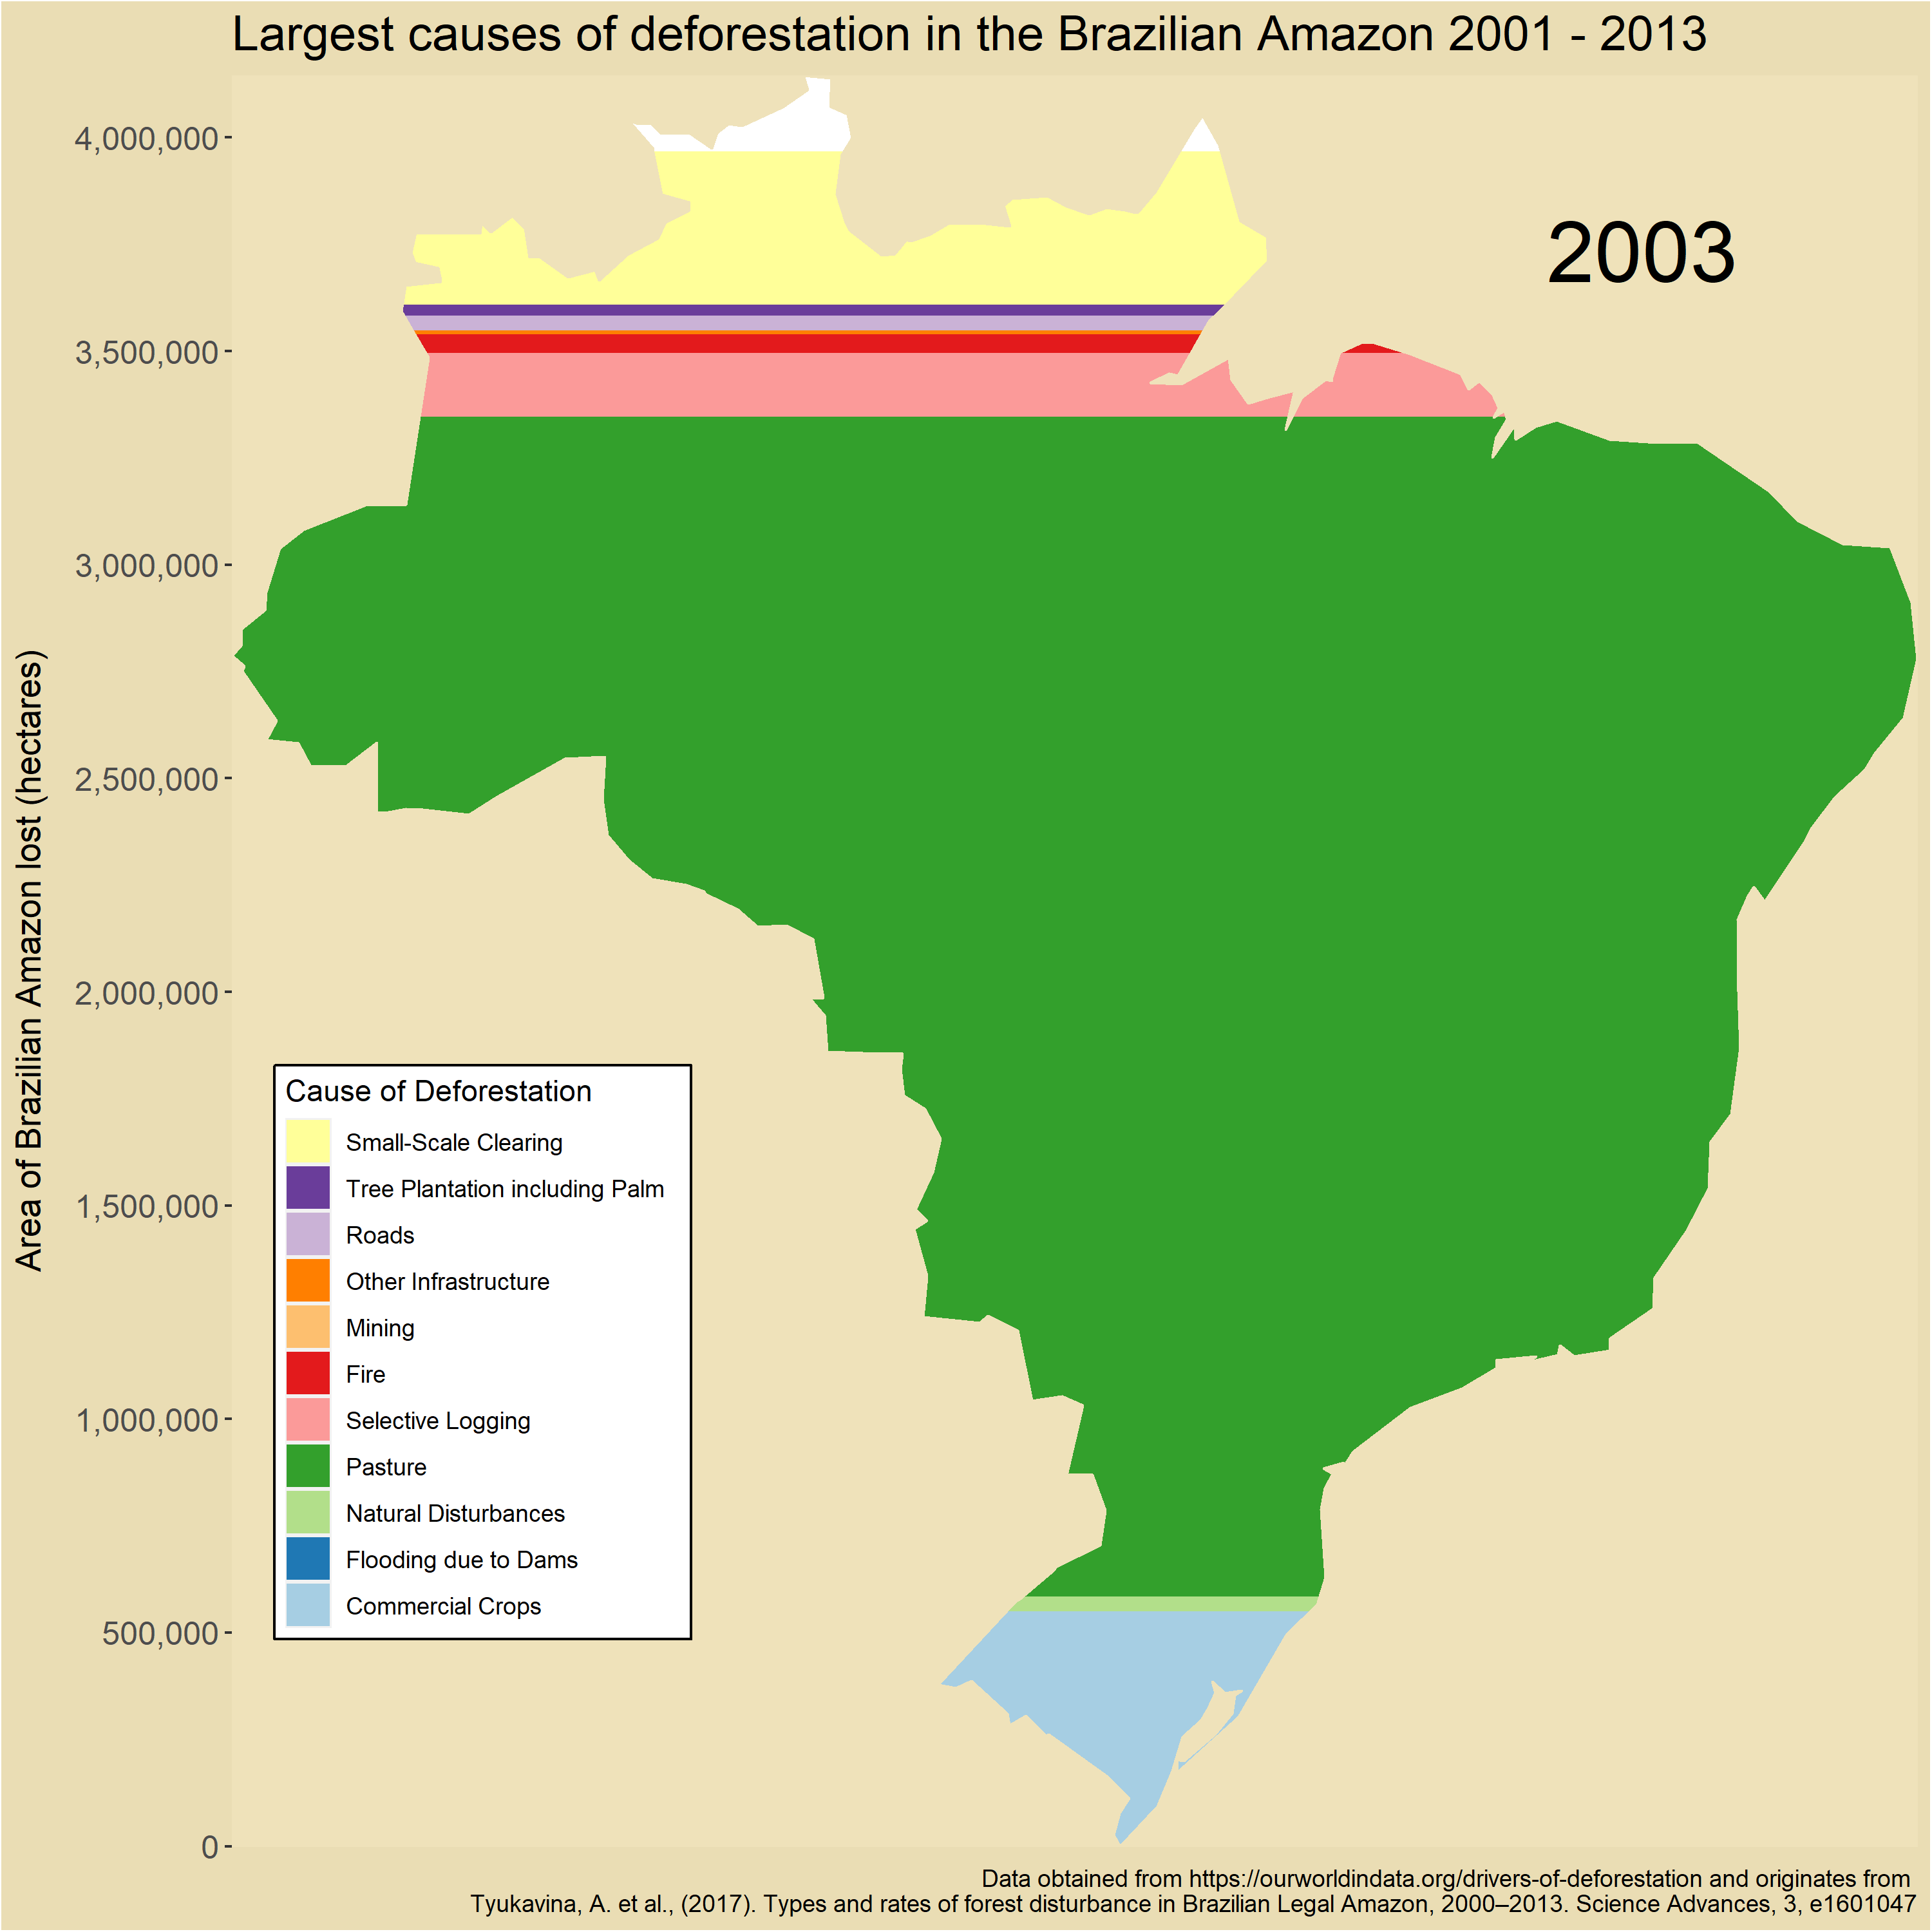 Largest causes of deforestation in the Brazilian Amazon 2001 - 2013
2003
Area of Brazilian Amazon lost (hectares)
4,000,000
3,500,000
3,000,000
2,500,000
2,000,000
1,500,000
1,000,000
500,000
0
Cause of Deforestation
Small-Scale Clearing
Tree Plantation including Palm
Roads
Other Infrastructure
Mining
Fire
Selective Logging
Pasture
Natural Disturbances
Flooding due to Dams
Commercial Crops
Data obtained from https://ourworldindata.org/drivers-of-deforestation and originates from
Tyukavina, A. et al., (2017). Types and rates of forest disturbance in Brazilian Legal Amazon, 2000–2013. Science Advances, 3, e1601047